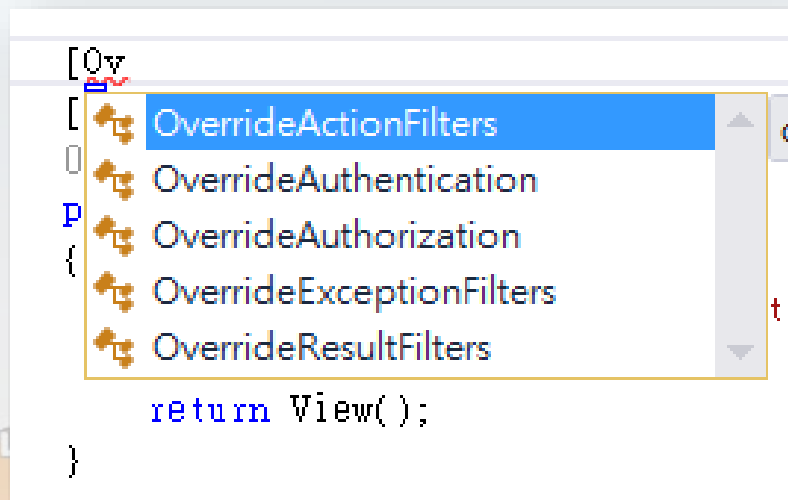 [Ov
[
OverrideActionFilters
OverrideAuthentication
p
OverrideAuthorization
{
OverrideExceptionFilters
t
OverrideResultFilters
return View();
}